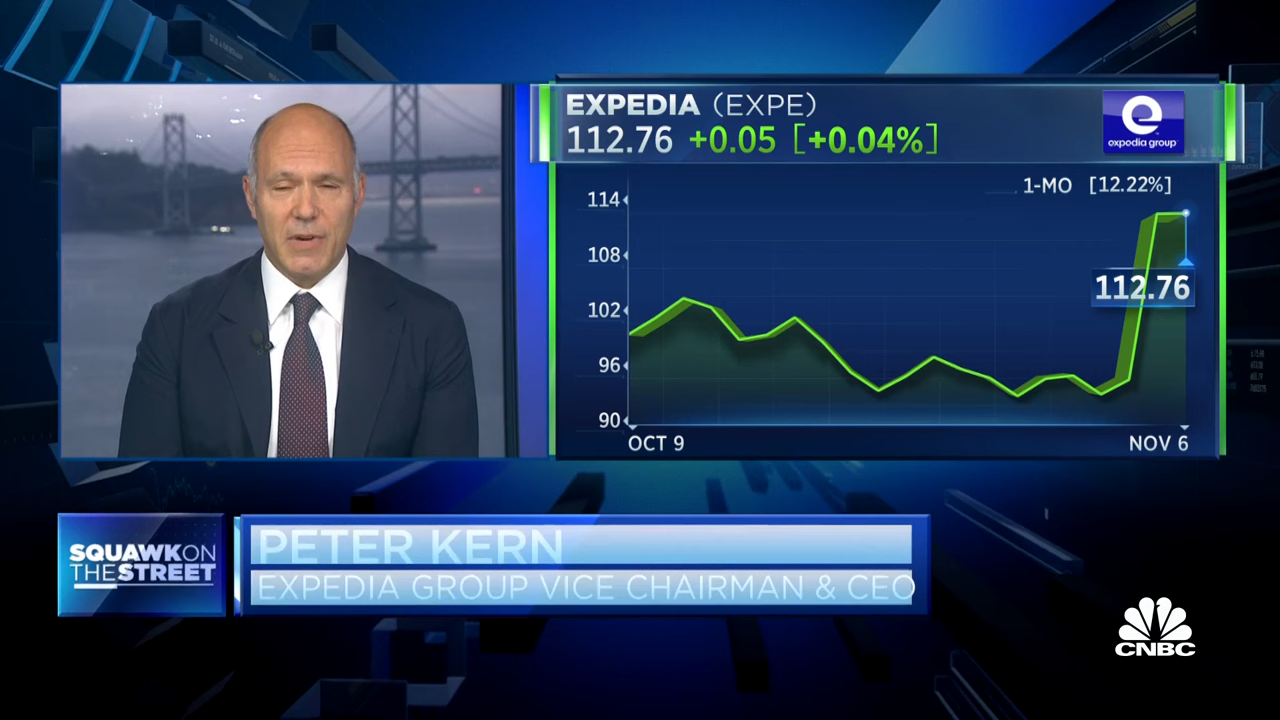 EXPEDIA (EXPE)
112.76 +0.05 [+0.04%]
expedia group
1-MO [12.22%]
114
108
102
96
90
112.76
OCT 9
NOV 6
SQUAWK ON
THE STREET
PETER KERN
EXPEDIA GROUP VICE CHAIRMAN & CEO
CNBC